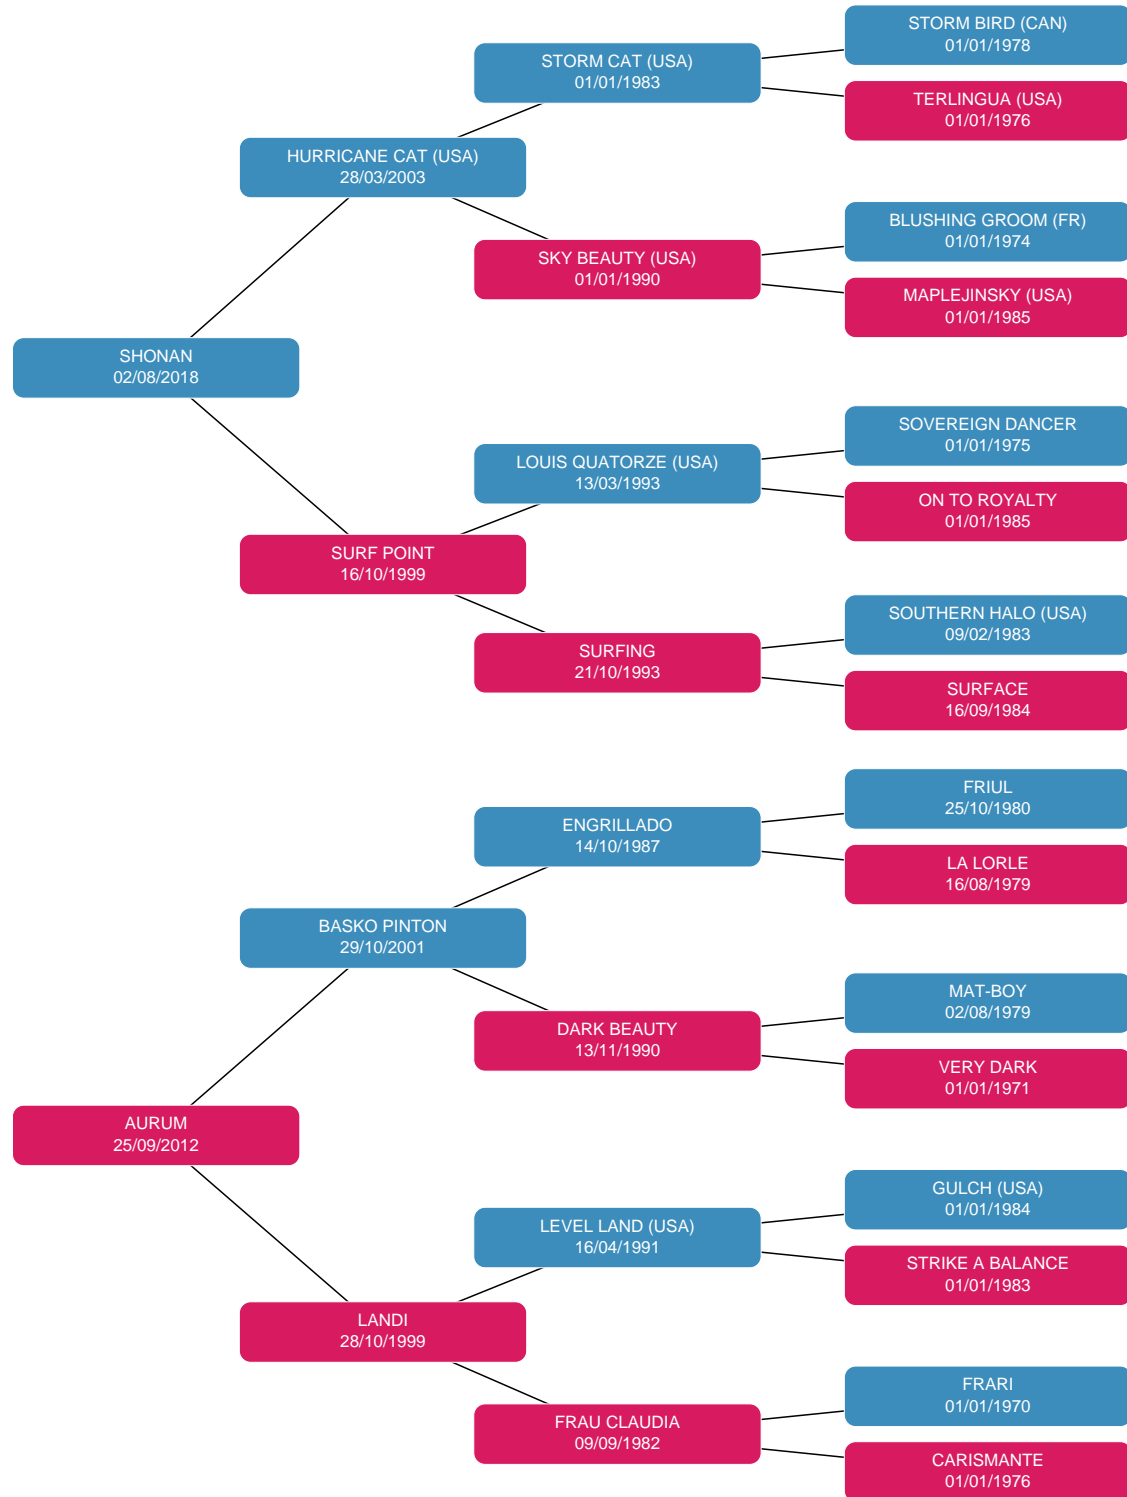 STORM BIRD (CAN)
01/01/1978
STORM CAT (USA)
01/01/1983
TERLINGUA (USA)
01/01/1976
HURRICANE CAT (USA)
28/03/2003
BLUSHING GROOM (FR)
01/01/1974
SKY BEAUTY (USA)
01/01/1990
MAPLEJINSKY (USA)
01/01/1985
SHONAN
02/08/2018
SOVEREIGN DANCER
01/01/1975
LOUIS QUATORZE (USA)
13/03/1993
ON TO ROYALTY
01/01/1985
SURF POINT
16/10/1999
SOUTHERN HALO (USA)
09/02/1983
SURFING
21/10/1993
SURFACE
16/09/1984
FRIUL
25/10/1980
ENGRILLADO
14/10/1987
LA LORLE
16/08/1979
BASKO PINTON
29/10/2001
MAT-BOY
02/08/1979
DARK BEAUTY
13/11/1990
VERY DARK
01/01/1971
AURUM
25/09/2012
GULCH (USA)
01/01/1984
LEVEL LAND (USA)
16/04/1991
STRIKE A BALANCE
01/01/1983
LANDI
28/10/1999
FRARI
01/01/1970
FRAU CLAUDIA
09/09/1982
CARISMANTE
01/01/1976